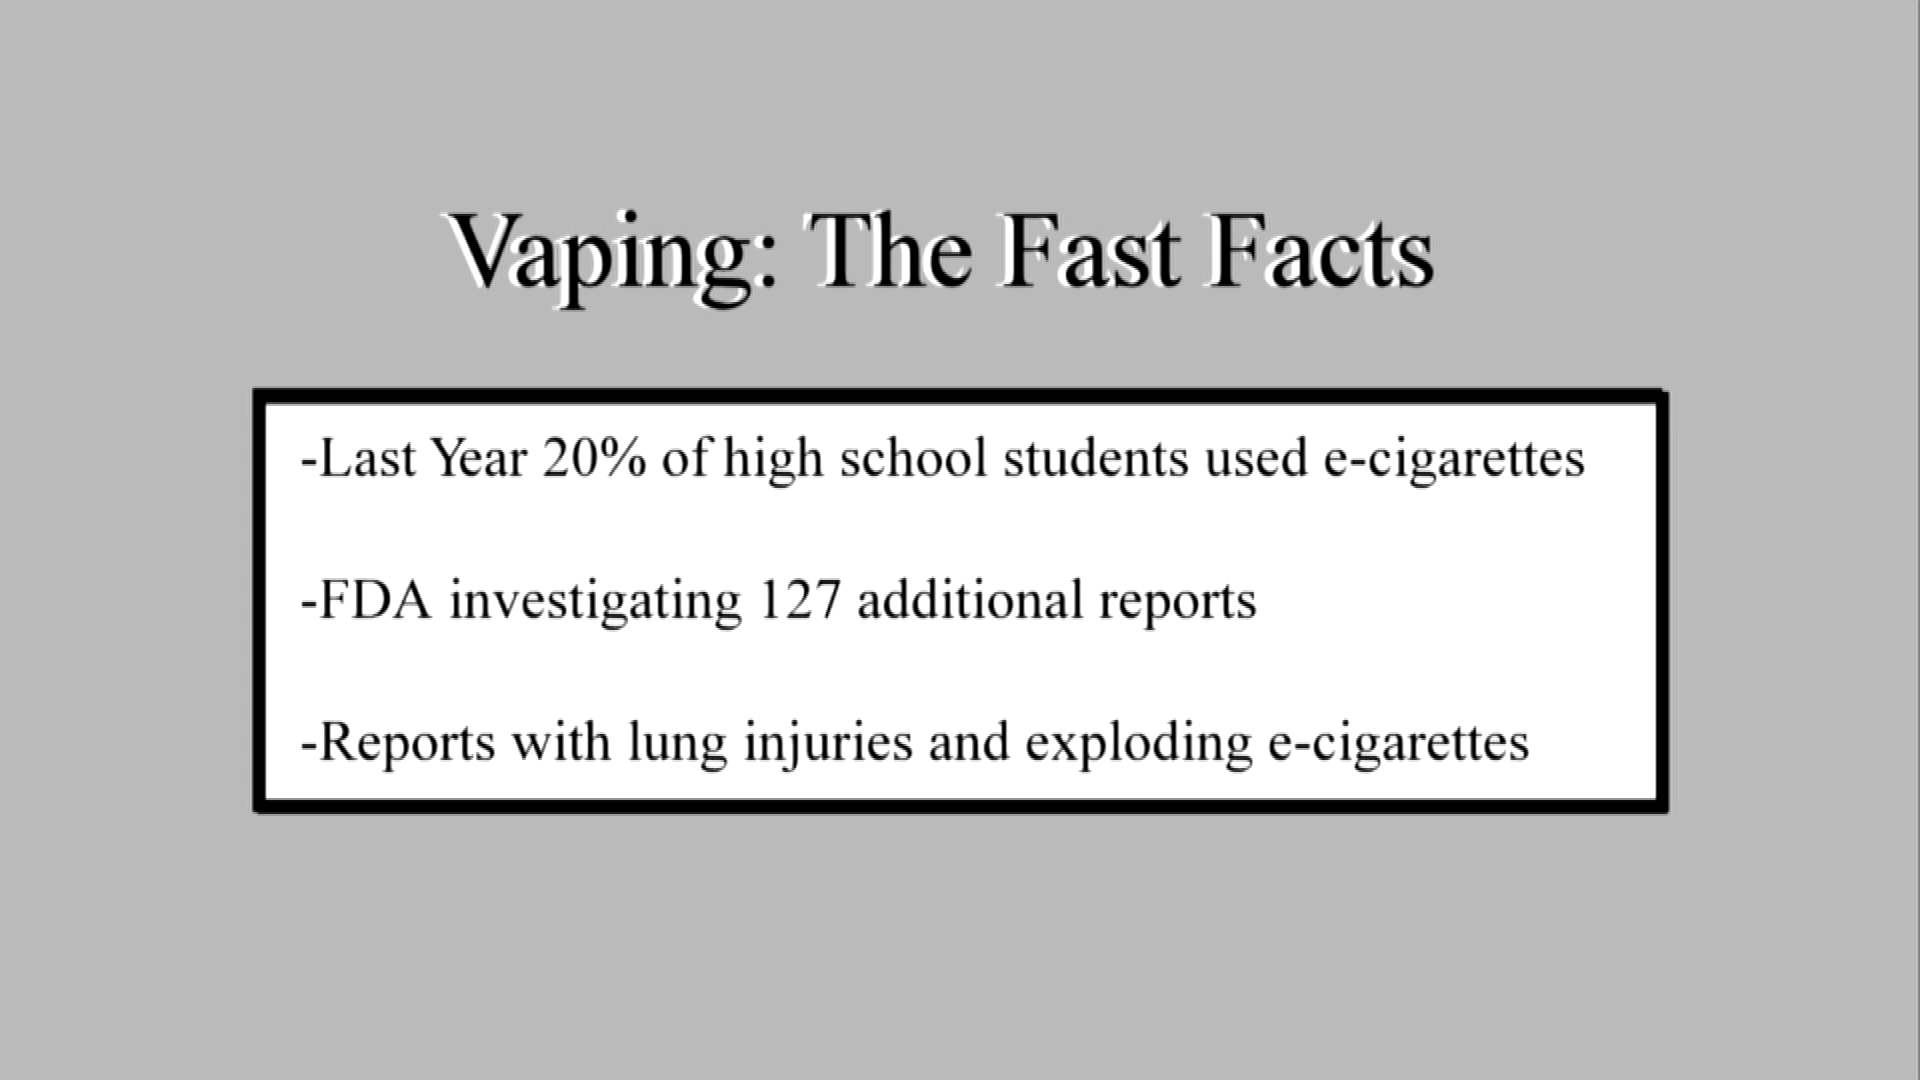 Vaping: The Fast Facts
-Last Year 20% of high school students used e-cigarettes
-FDA investigating 127 additional reports
-Reports with lung injuries and exploding e-cigarettes